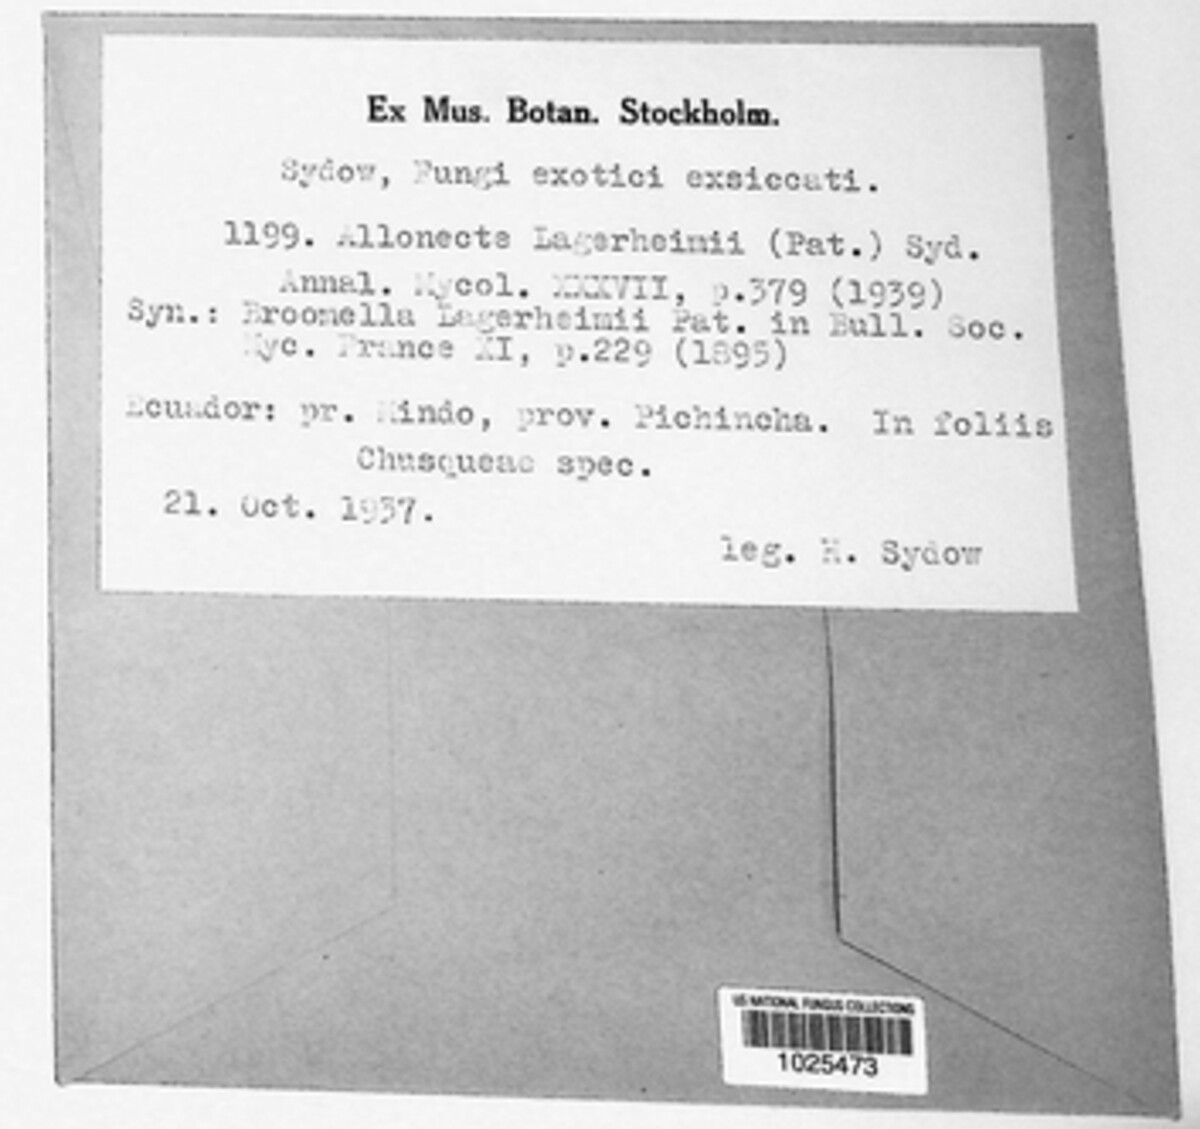 Ex Mus. Botan. Stockholm.
Sydow, Fungi exotici exsiccati.
1199. Allonecte Lagerheimii (Pat.) Syd.
Annal. Mycol. XXXVII, p.379 (1939)
Syn.: Broomella Lagerheimii Pat. in Bull. Soc.
Myc. France XI, p.229 (1895)
Ecuador: pr. Mindo, prov. Pichincha. In foliis
Chusqueae spec.
21. Oct. 1937.
leg. H. Sydow
US NATIONAL FUNGUS COLLECTIONS
1025473